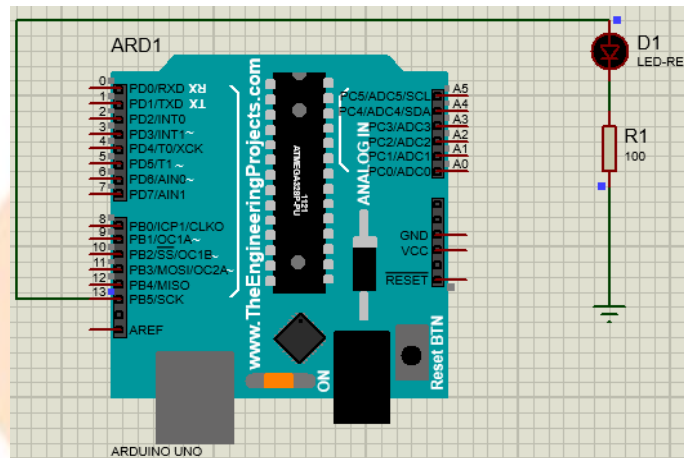 ARD1
D1
LED-RE
R1
100
0
1
2
3
4
5
6
7
PD0/RXD
PD1/TXD
PD2/INT0
PD3/INT1~
PD4/T0/XCK
PD5/T1~
PD6/AIN0~
PD7/AIN1
RX
TX
8
9
10
11
12
13
PB0/ICP1/CLKO
PB1/OC1A~
PB2/SS/OC1B~
PB3/MOSI/OC2A~
PB4/MISO
PB5/SCK
AREF
www.TheEngineeringProjects.com
1121
ATMEGA328P-PU
ANALOG IN
PC5/ADC5/SCL
PC4/ADC4/SDA
PC3/ADC3
PC2/ADC2
PC1/ADC1
PC0/ADC0
A5
A4
A3
A2
A1
A0
GND
VCC
RESET
Reset BTN
ON
ARDUINO UNO